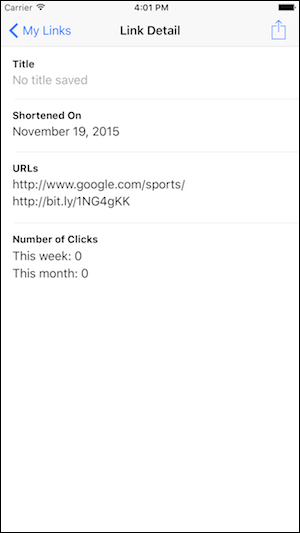 Carrier 4:01 PM
My Links Link Detail
Title
No title saved
Shortened On
November 19, 2015
URLs
http://www.google.com/sports/
http://bit.ly/1NG4gKK
Number of Clicks
This week: 0
This month: 0